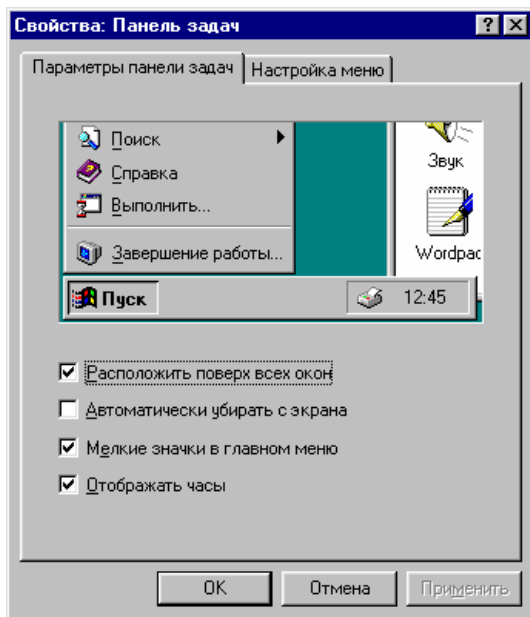 Свойства: Панель задач
Параметры панели задач Настройка меню
Поиск
Справка
Выполнить...
Завершение работы...
Звук
Wordpac
Пуск 12:45
Расположить поверх всех окон
Автоматически убирать с экрана
Мелкие значки в главном меню
Отображать часы
OK Отмена Применить